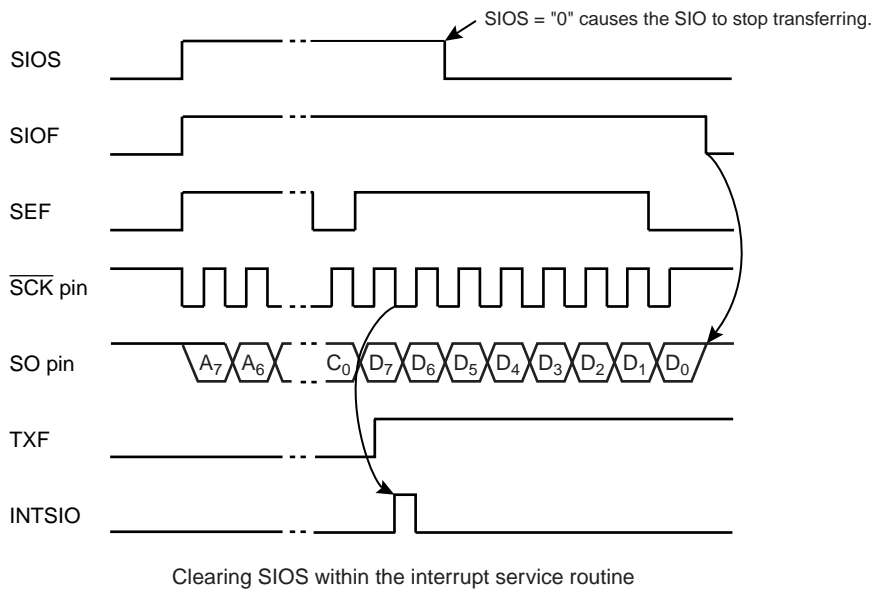 SIOS = "0" causes the SIO to stop transferring.
SIOS
SIOF
SEF
SCK pin
SO pin
A7 A6 C0 D7 D6 D5 D4 D3 D2 D1 D0
TXF
INTSIO
Clearing SIOS within the interrupt service routine